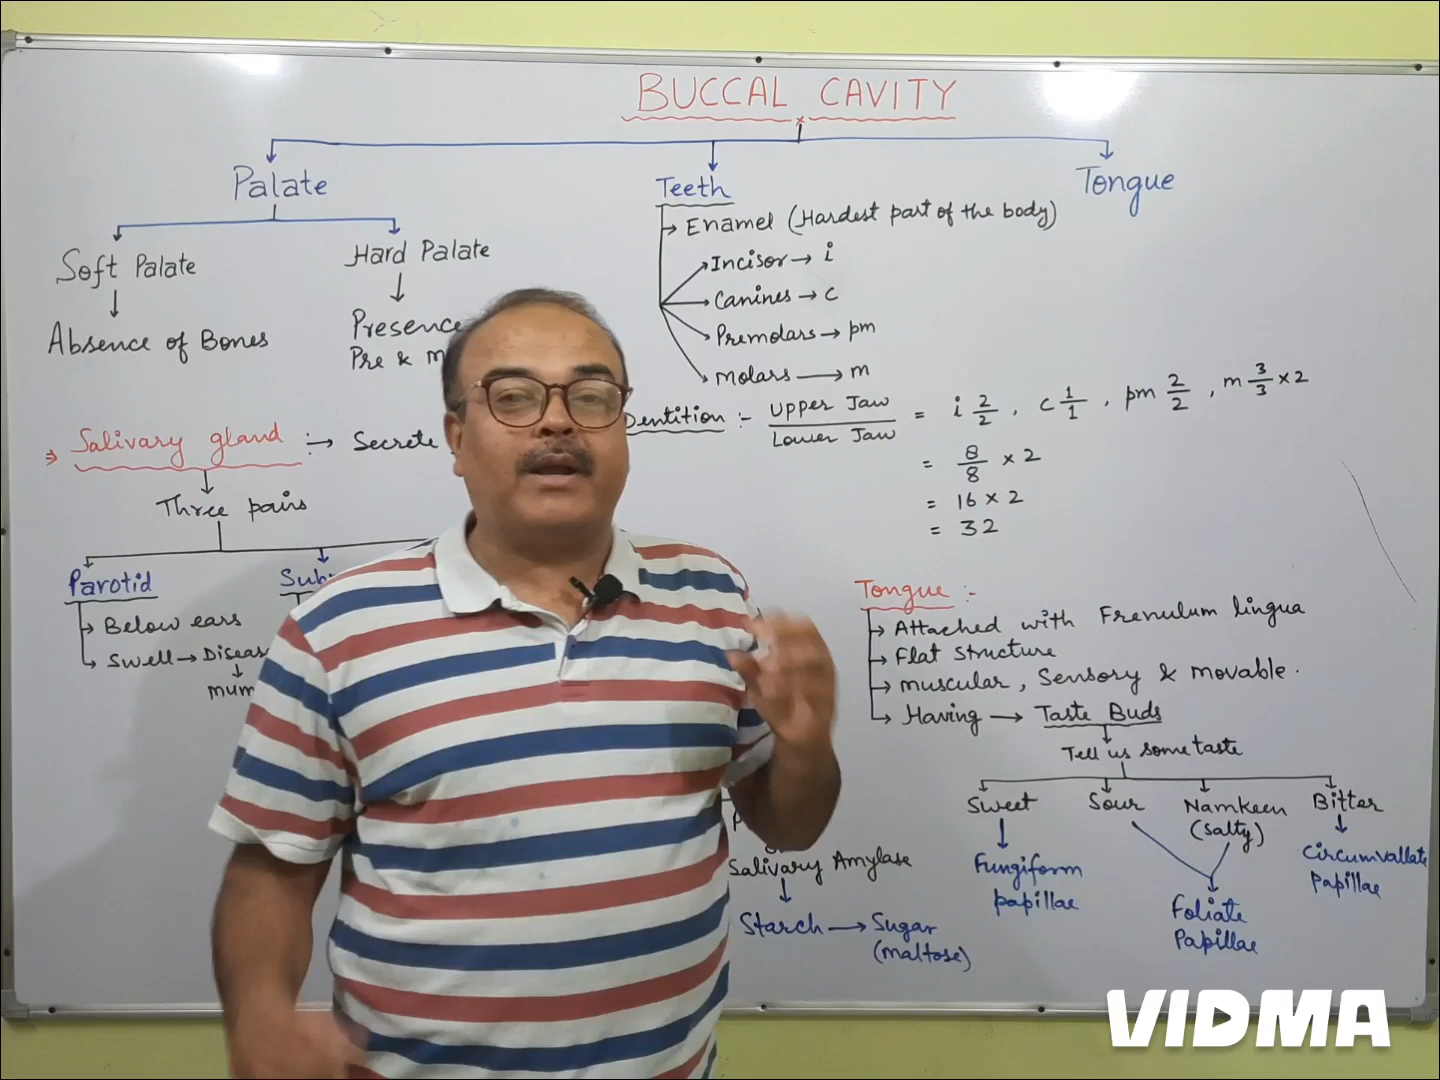 BUCCAL CAVITY
Palate
Soft Palate
Absence of Bones
Hard Palate
Presence
Pre & m
Teeth
Enamel (Hardest part of the body)
Incisor → i
Canines → c
Premolars → pm
Molars → m
Dentition :- Upper Jaw / Lower Jaw = i 2/2 , c 1/1 , pm 2/2 , m 3/3 × 2
= 8/8 × 2
= 16 × 2
= 32
Tongue
⇒ Salivary gland :→ Secrete
Three pairs
Parotid
→ Below ears
→ Swell → Diseas
mum
Sub
Salivary Amylase
Starch → Sugar
(maltose)
Tongue :-
→ Attached with Frenulum lingua
→ Flat structure
→ muscular, Sensory & movable.
→ Having → Taste Buds
Tell us some taste
Sweet Sour Namkeen Bitter
(salty)
Fungiform
papillae
Foliate
Papillae
Circumvallate
Papillae
VIDMA